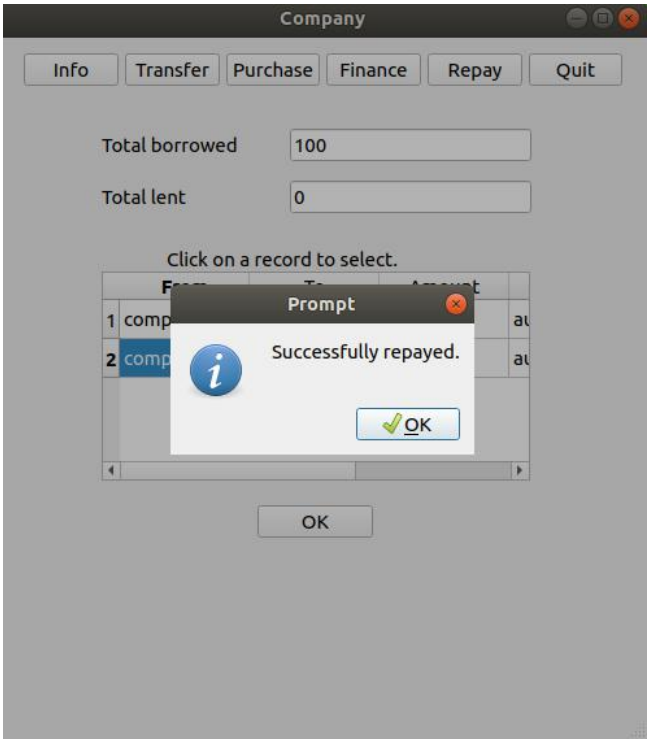 Company
Info Transfer Purchase Finance Repay Quit
Total borrowed 100
Total lent 0
Click on a record to select.
Prompt
1
2
Successfully repayed.
OK
OK